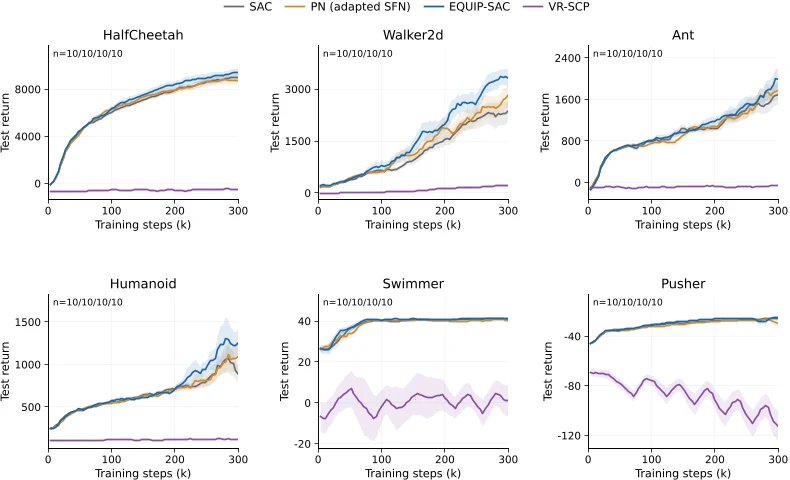 SAC PN (adapted SFN) EQUIP-SAC VR-SCP
HalfCheetah
n=10/10/10/10
Test return
8000
4000
0
0 100 200 300
Training steps (k)
Walker2d
n=10/10/10/10
Test return
3000
1500
0
0 100 200 300
Training steps (k)
Ant
n=10/10/10/10
Test return
2400
1600
800
0
0 100 200 300
Training steps (k)
Humanoid
n=10/10/10/10
Test return
1500
1000
500
0 100 200 300
Training steps (k)
Swimmer
n=10/10/10/10
Test return
40
20
0
-20
0 100 200 300
Training steps (k)
Pusher
n=10/10/10/10
Test return
-40
-80
-120
0 100 200 300
Training steps (k)